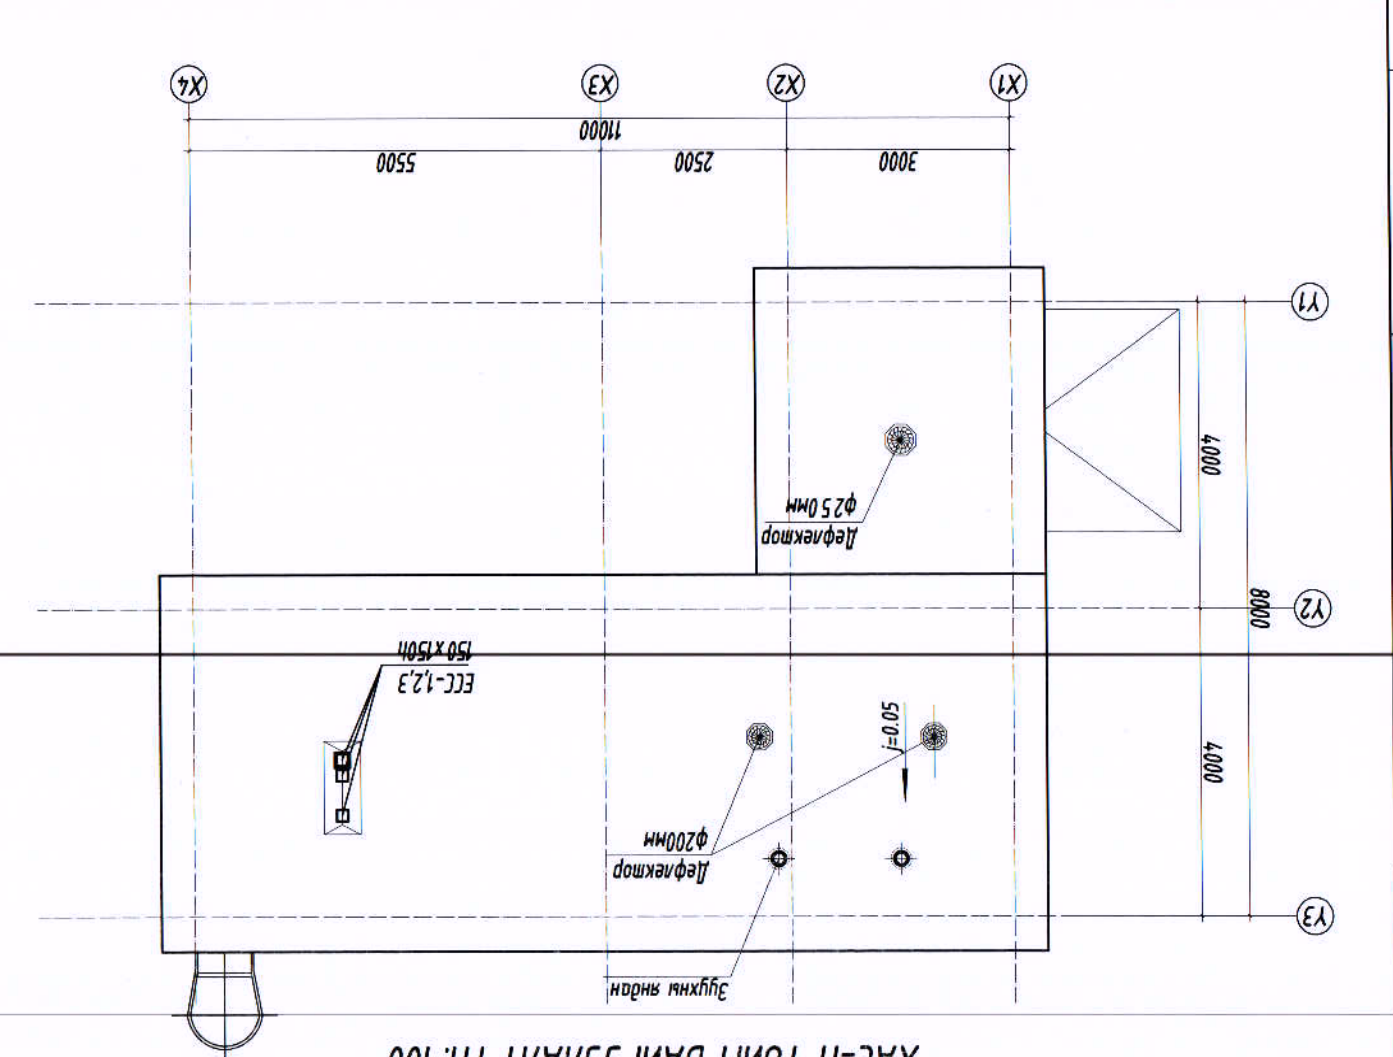 Зуухны яндан
Y3
Дефлектор
ф200мм
4000
j=0.05
ECC-1,2,3
150x150h
Y2
8000
Дефлектор
ф250мм
4000
Y1
3000
2500
5500
11000
X1
X2
X3
X4